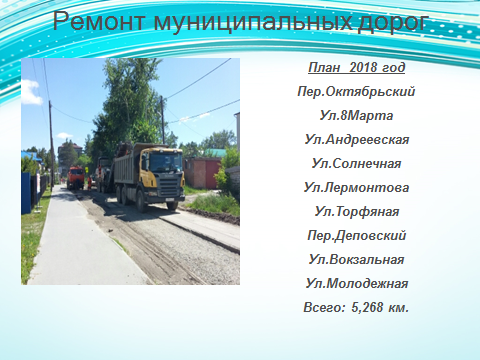 Ремонт муниципальных дорог
План 2018 год
Пер.Октябрьский
Ул.8Марта
Ул.Андреевская
Ул.Солнечная
Ул.Лермонтова
Ул.Торфяная
Пер.Деповский
Ул.Вокзальная
Ул.Молодежная
Всего: 5,268 км.